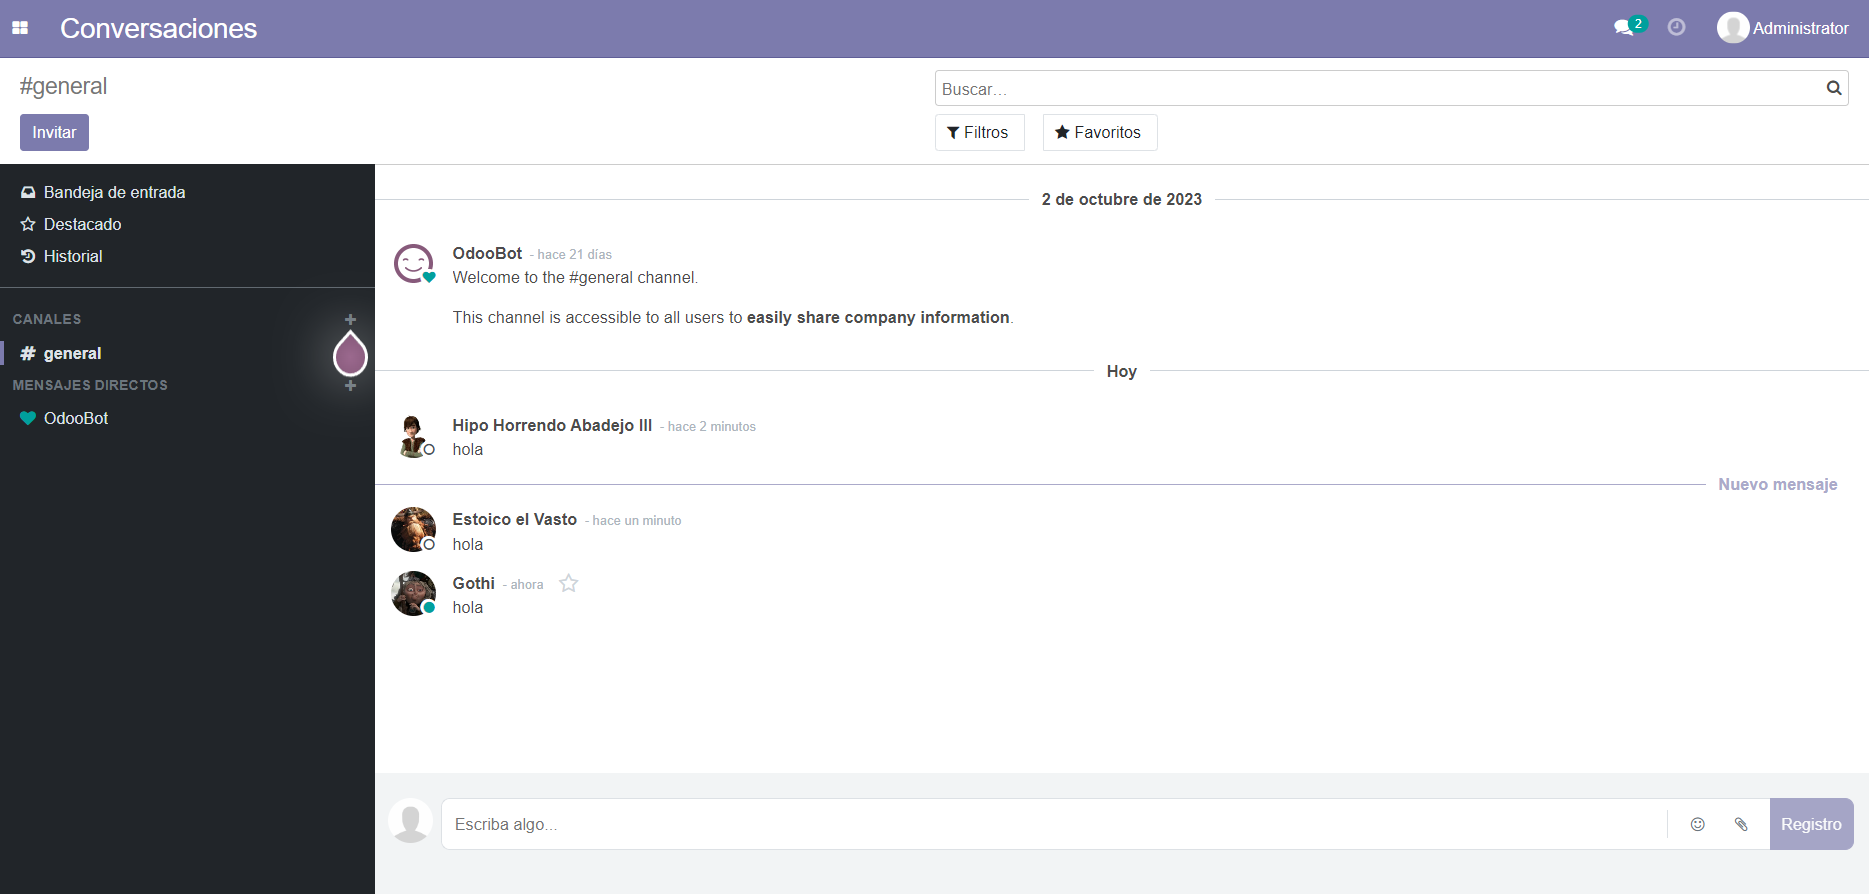 Conversaciones
2
Administrator
#general
Buscar...
Invitar
Filtros
Favoritos
Bandeja de entrada
Destacado
Historial
CANALES
# general
MENSAJES DIRECTOS
OdooBot
2 de octubre de 2023
OdooBot - hace 21 días
Welcome to the #general channel.
This channel is accessible to all users to easily share company information.
Hoy
Hipo Horrendo Abadejo III - hace 2 minutos
hola
Nuevo mensaje
Estoico el Vasto - hace un minuto
hola
Gothi - ahora
hola
Escriba algo...
Registro